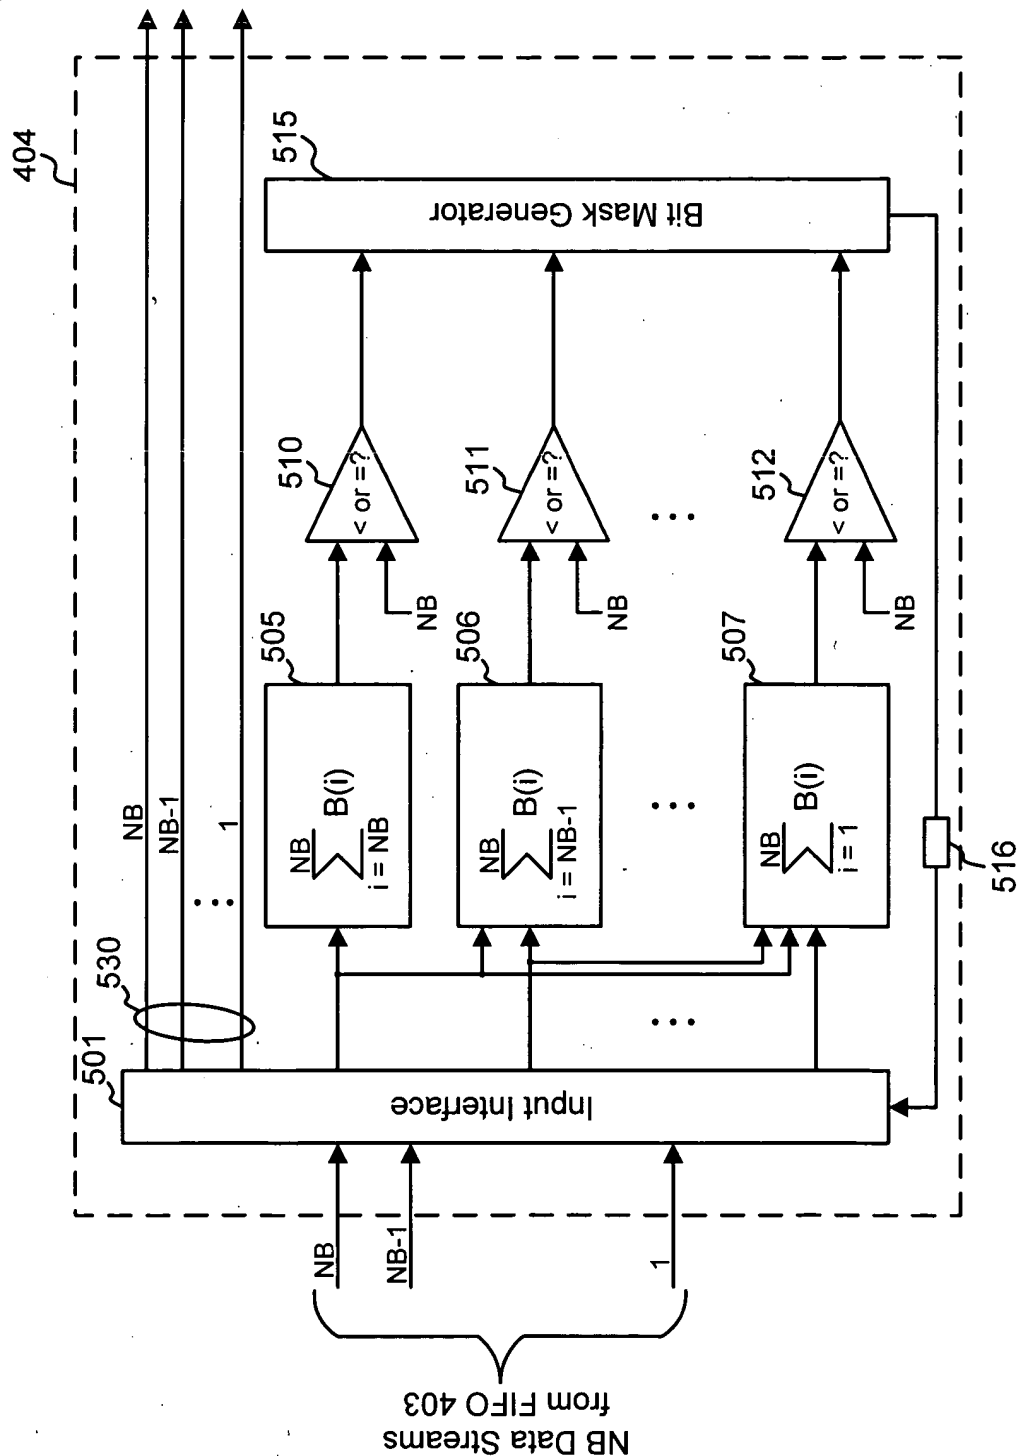 404
NB
NB-1
...
1
530
501
Input Interface
NB
NB-1
1
NB Data Streams
from FIFO 403
505
NB
∑ B(i)
i = NB
506
NB
∑ B(i)
i = NB-1
...
507
NB
∑ B(i)
i = 1
...
510
< or =?
NB
511
< or =?
NB
...
512
< or =?
NB
515
Bit Mask Generator
516